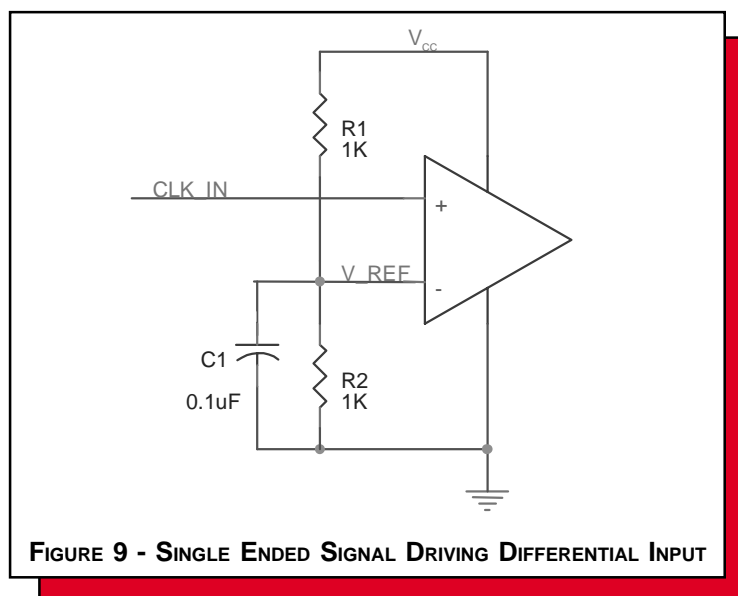 Vcc
R1
1K
CLK_IN
+
V_REF
-
C1
0.1uF
R2
1K
FIGURE 9 - SINGLE ENDED SIGNAL DRIVING DIFFERENTIAL INPUT